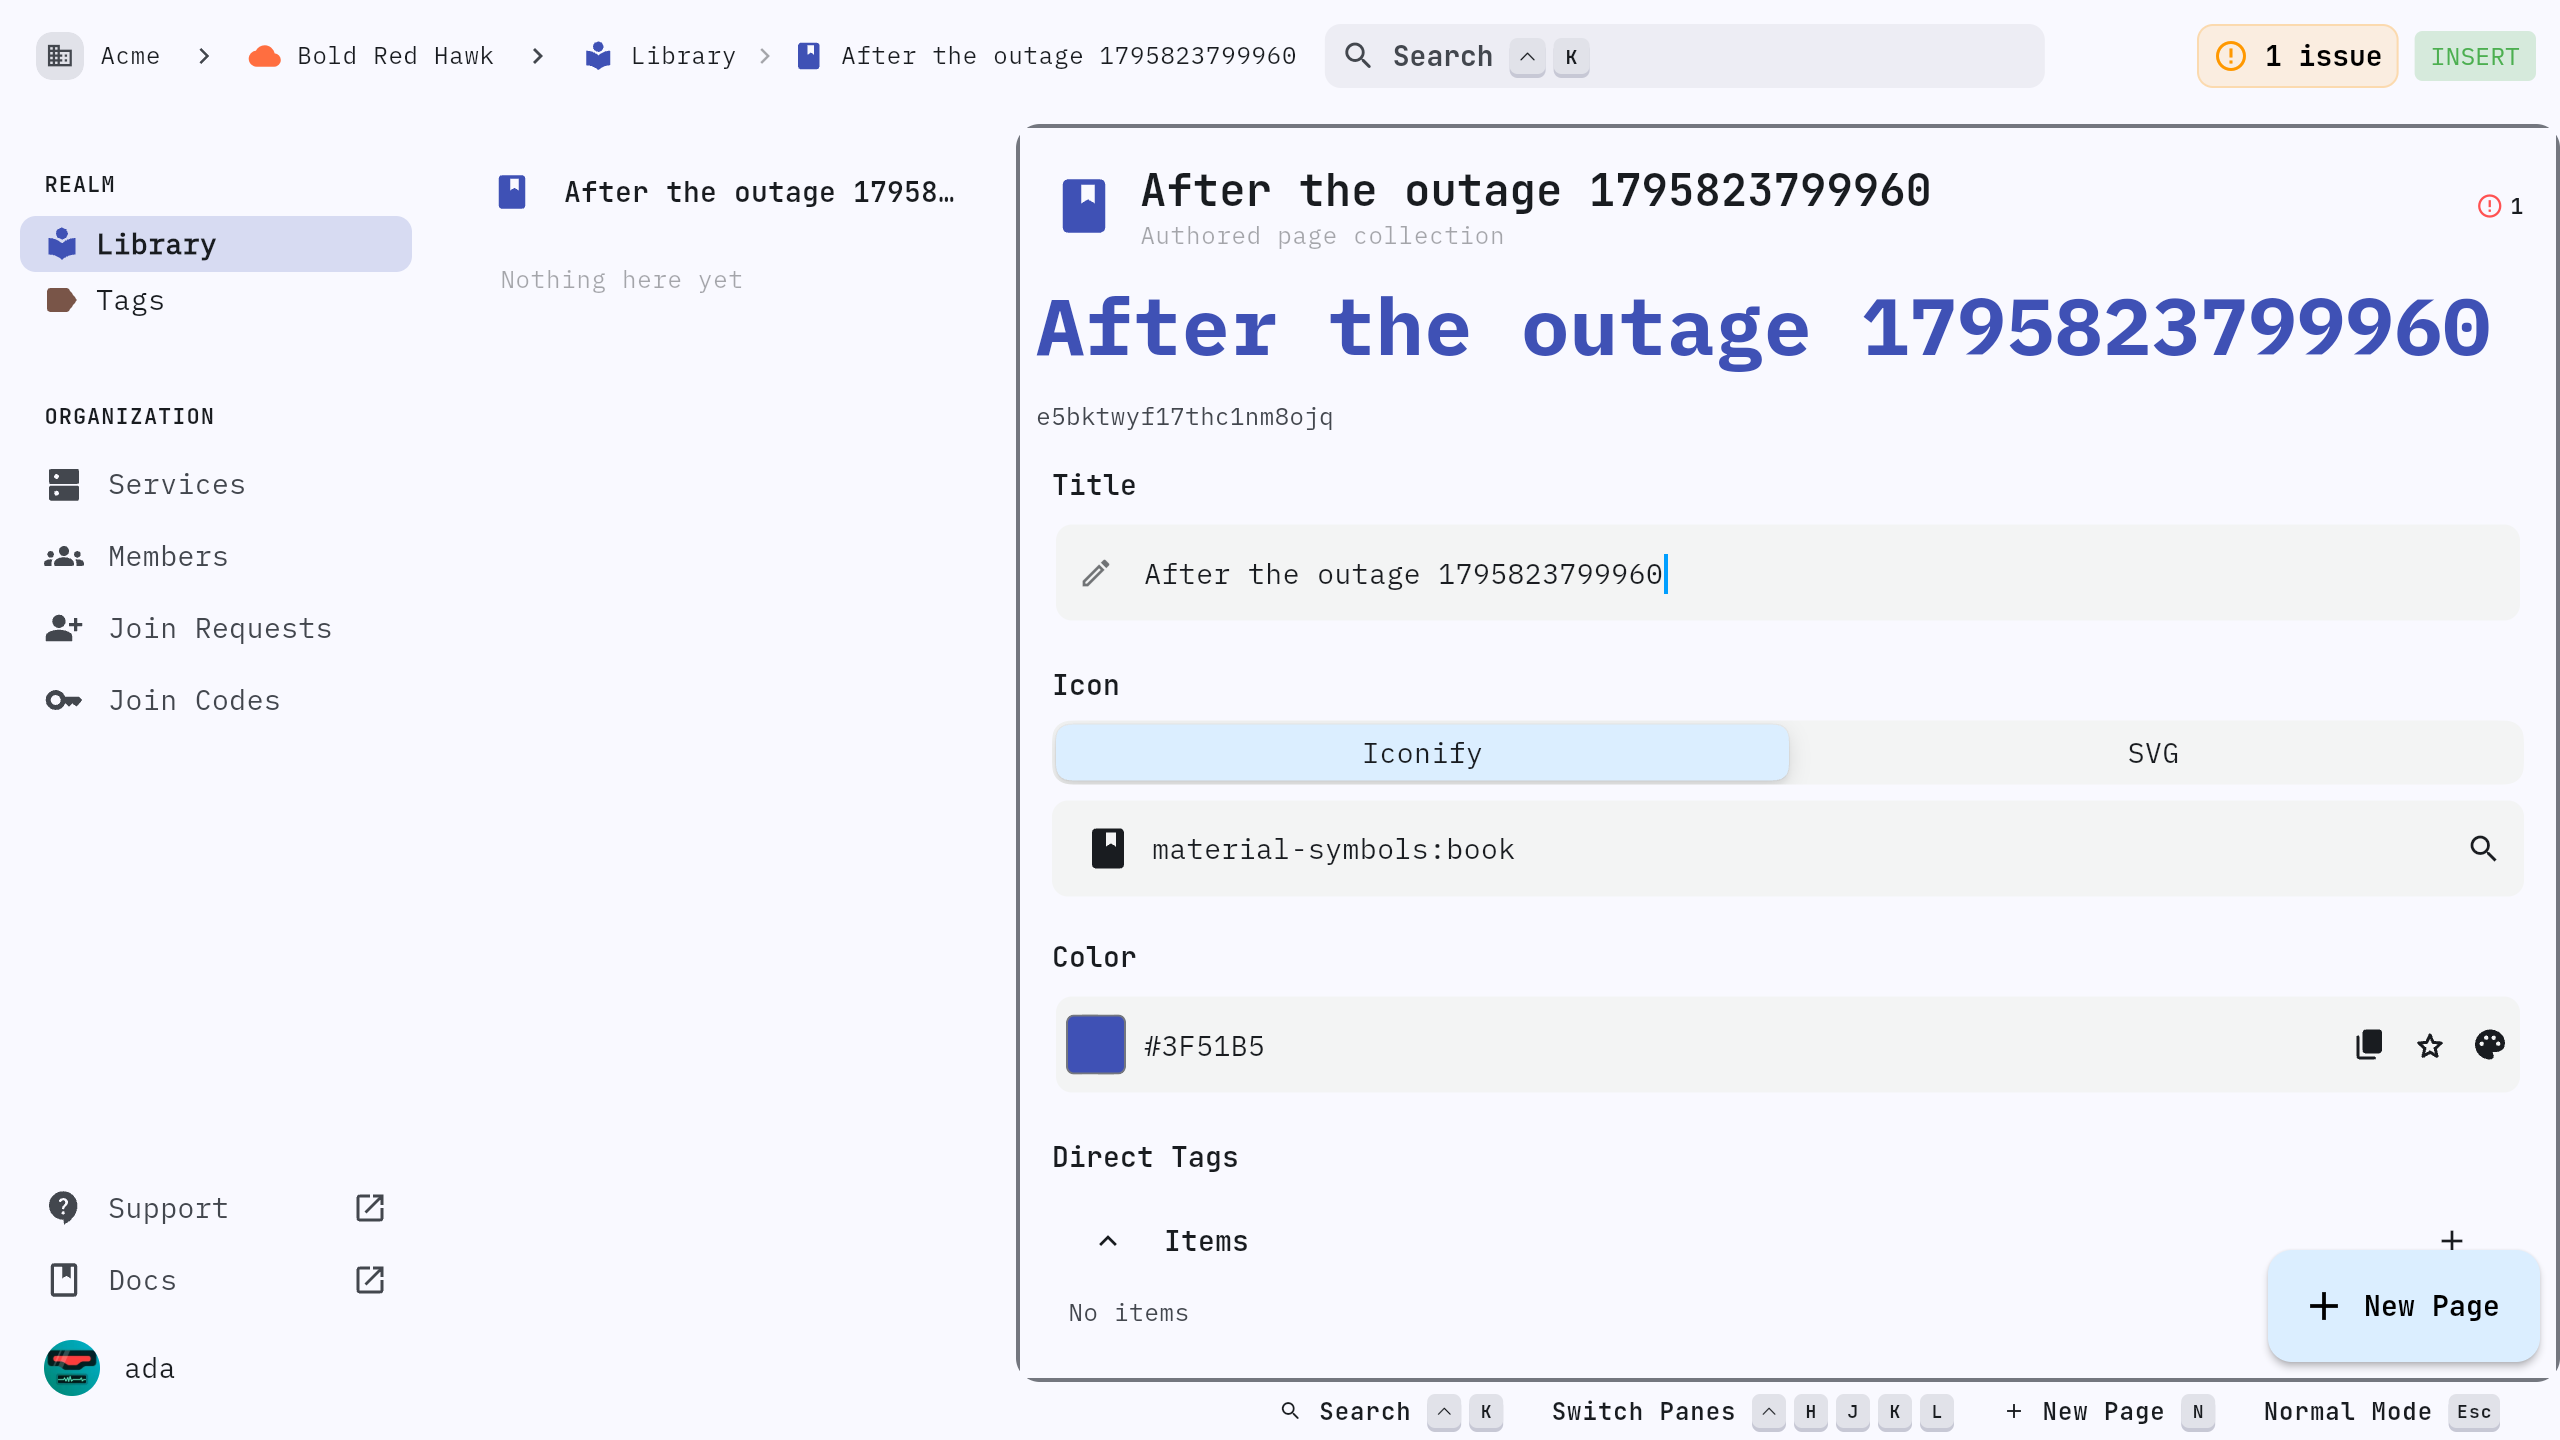 Acme
Bold Red Hawk
Library
After the outage 1795823799960
Search ^ K
1 issue
INSERT
REALM
Library
Tags
ORGANIZATION
Services
Members
Join Requests
Join Codes
Support
Docs
ada
After the outage 17958…
Nothing here yet
After the outage 1795823799960
1
Authored page collection
After the outage 1795823799960
e5bktwyf17thc1nm8ojq
Title
After the outage 1795823799960
Icon
Iconify
SVG
material-symbols:book
Color
#3F51B5
Direct Tags
Items
No items
New Page
Search ^ K
Switch Panes ^ H J K L
New Page N
Normal Mode Esc